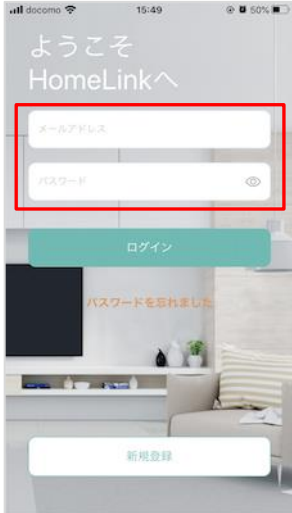 docomo 15:49 50%
ようこそ
HomeLinkへ
メールアドレス
パスワード
ログイン
パスワードを忘れました
新規登録